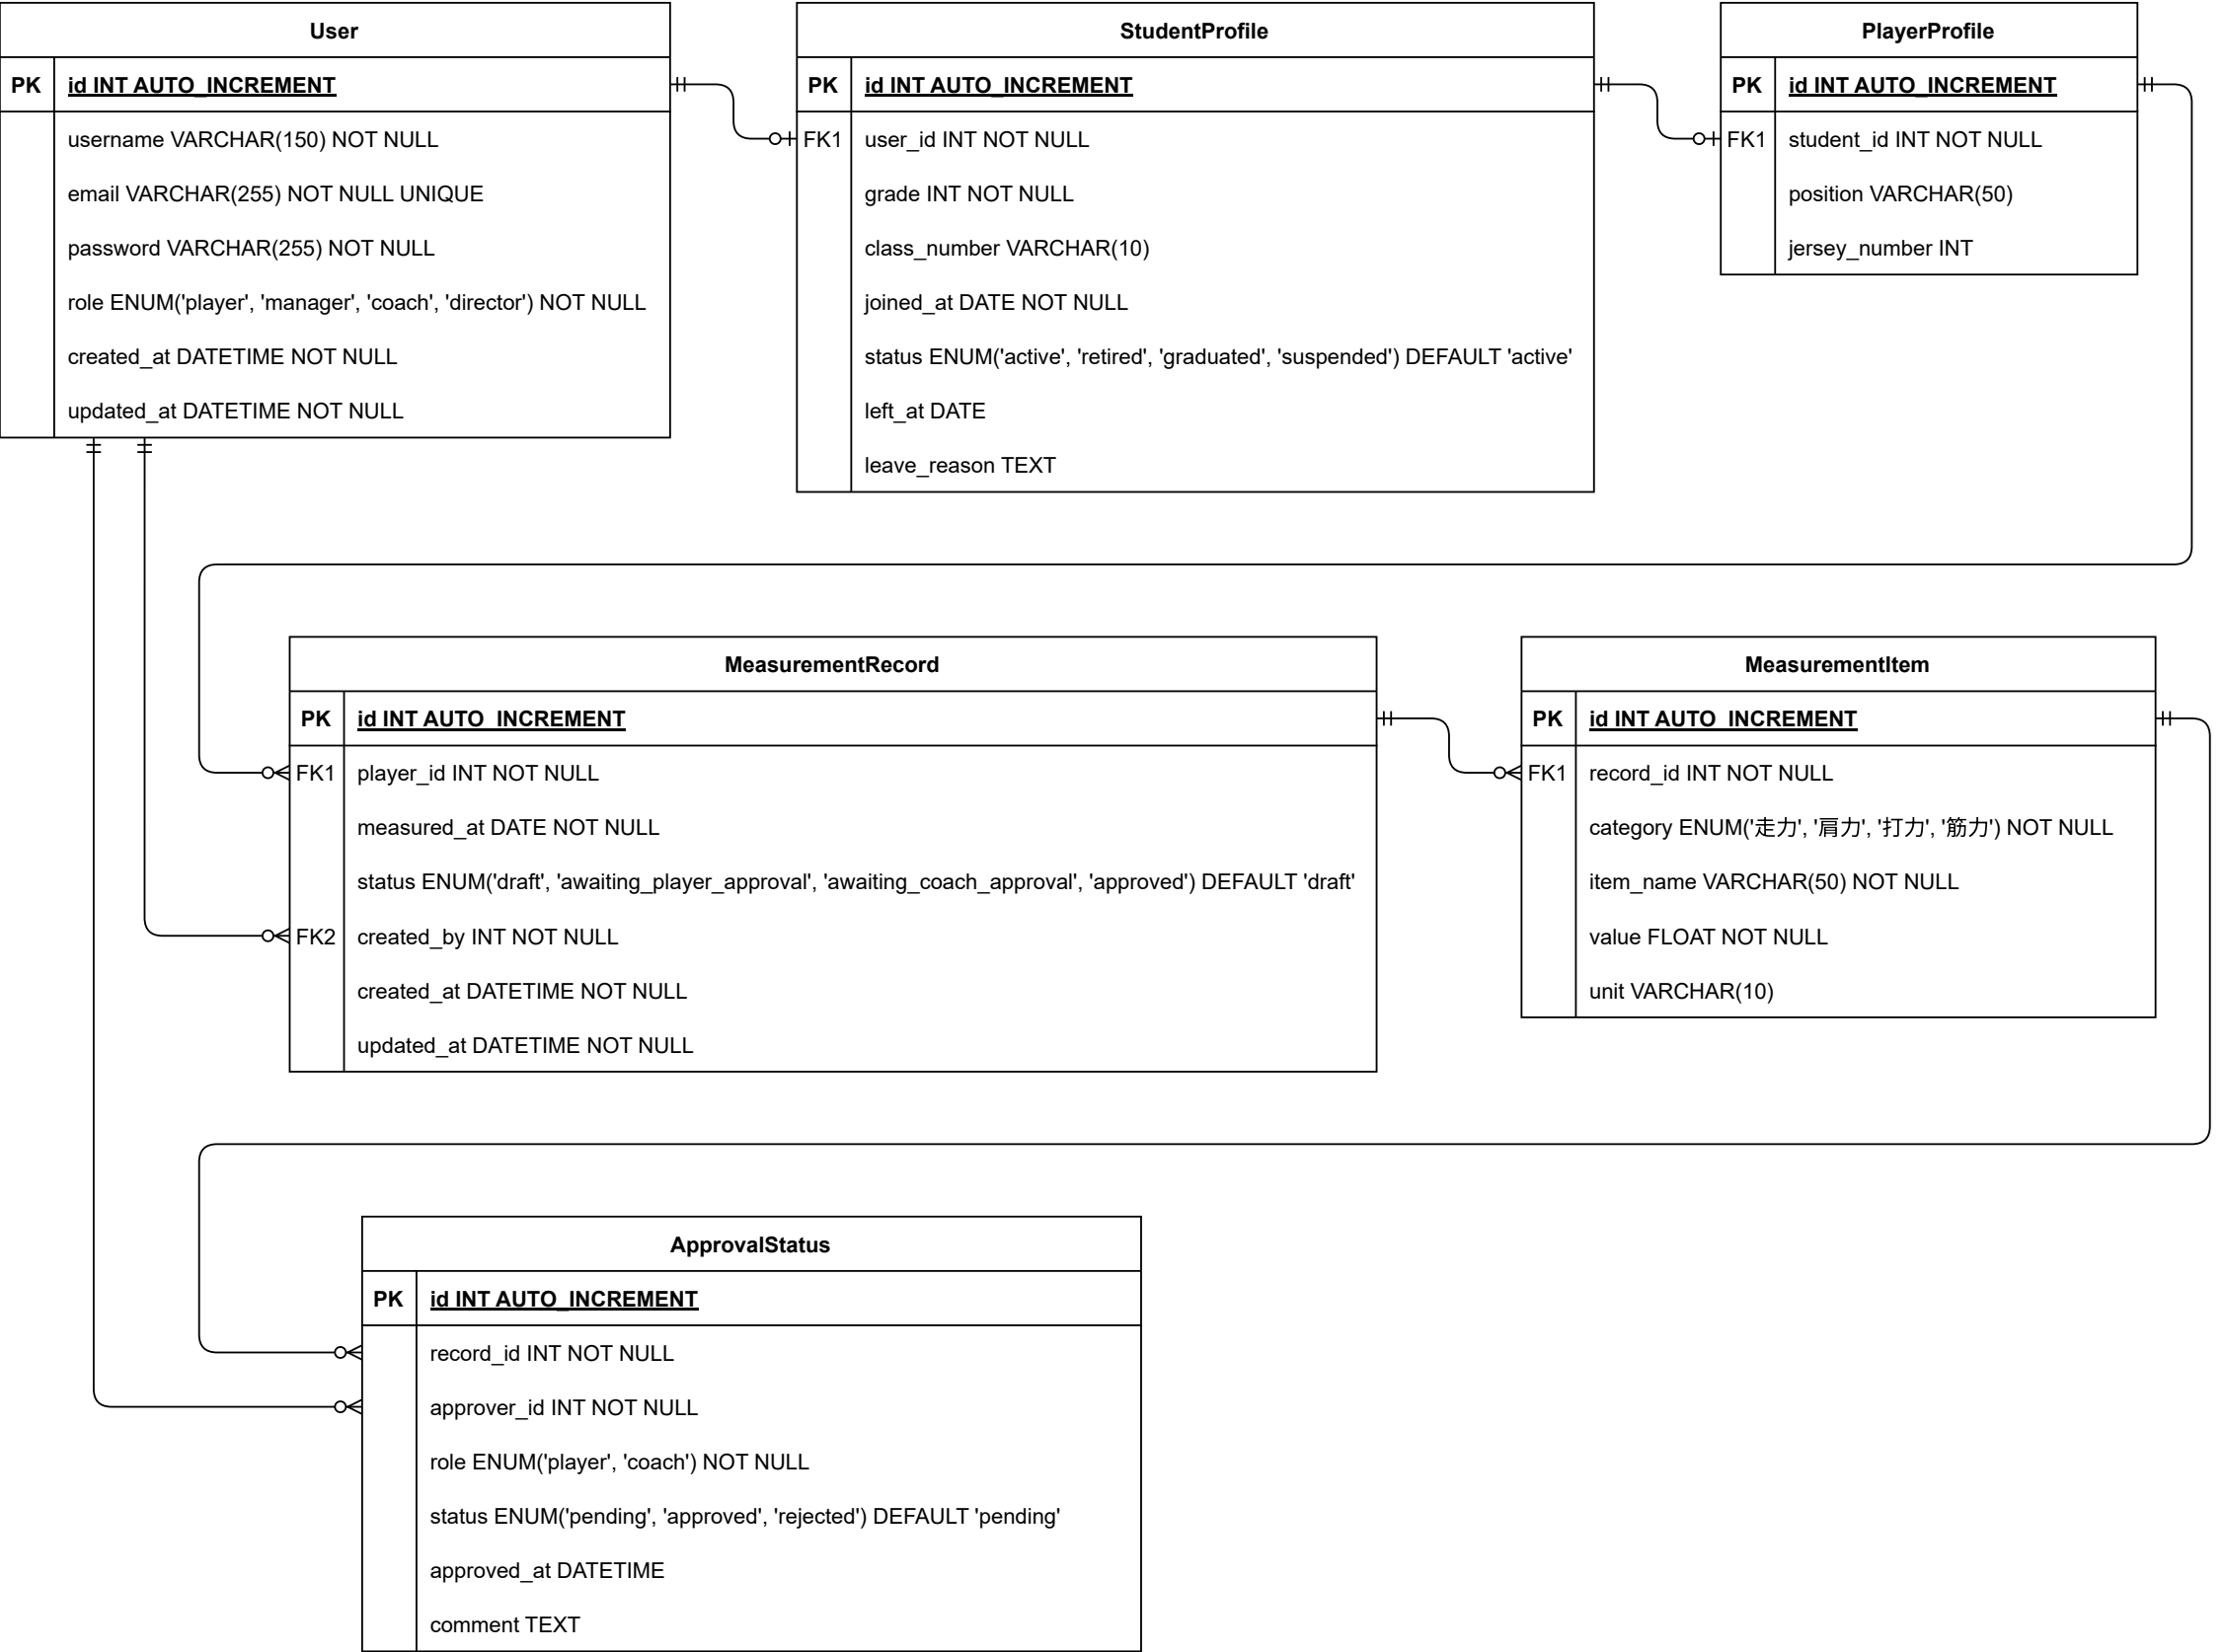 User
PK id INT AUTO_INCREMENT
username VARCHAR(150) NOT NULL
email VARCHAR(255) NOT NULL UNIQUE
password VARCHAR(255) NOT NULL
role ENUM('player', 'manager', 'coach', 'director') NOT NULL
created_at DATETIME NOT NULL
updated_at DATETIME NOT NULL
StudentProfile
PK id INT AUTO_INCREMENT
FK1 user_id INT NOT NULL
grade INT NOT NULL
class_number VARCHAR(10)
joined_at DATE NOT NULL
status ENUM('active', 'retired', 'graduated', 'suspended') DEFAULT 'active'
left_at DATE
leave_reason TEXT
PlayerProfile
PK id INT AUTO_INCREMENT
FK1 student_id INT NOT NULL
position VARCHAR(50)
jersey_number INT
MeasurementRecord
PK id INT AUTO_INCREMENT
FK1 player_id INT NOT NULL
measured_at DATE NOT NULL
status ENUM('draft', 'awaiting_player_approval', 'awaiting_coach_approval', 'approved') DEFAULT 'draft'
FK2 created_by INT NOT NULL
created_at DATETIME NOT NULL
updated_at DATETIME NOT NULL
MeasurementItem
PK id INT AUTO_INCREMENT
FK1 record_id INT NOT NULL
category ENUM('走力', '肩力', '打力', '筋力') NOT NULL
item_name VARCHAR(50) NOT NULL
value FLOAT NOT NULL
unit VARCHAR(10)
ApprovalStatus
PK id INT AUTO_INCREMENT
record_id INT NOT NULL
approver_id INT NOT NULL
role ENUM('player', 'coach') NOT NULL
status ENUM('pending', 'approved', 'rejected') DEFAULT 'pending'
approved_at DATETIME
comment TEXT